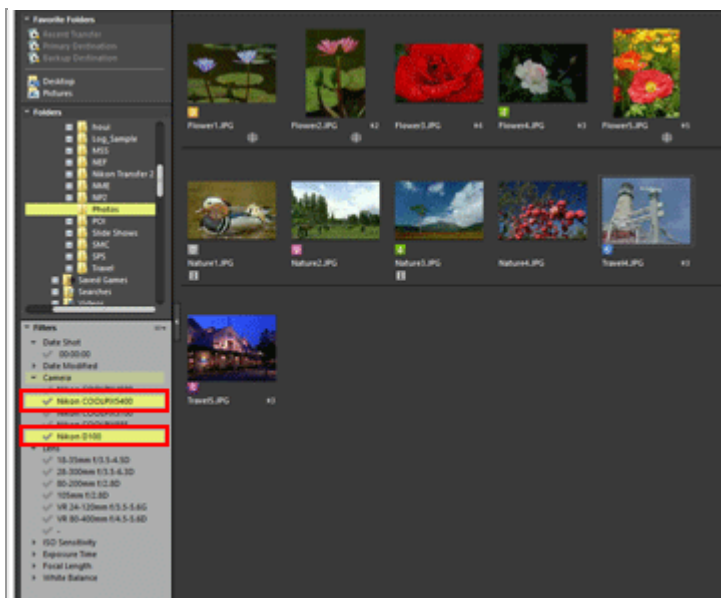 Favorite Folders
Recent Transfer
Primary Destination
Backup Destination
Desktop
Pictures
Folders
houi
Log_Sample
MSS
NEF
Nikon Transfer 2
NME
NP2
Photos
POI
Slide Shows
SMC
SPS
Travel
Saved Games
Searches
Videos
Filters
Date Shot
00:00:00
Date Modified
Camera
Nikon COOLPIX5400
Nikon D100
Lens
18-35mm f/3.5-4.5D
28-300mm f/3.5-6.3D
80-200mm f/2.8D
105mm f/2.8D
VR 24-120mm f/3.5-5.6G
VR 80-400mm f/4.5-5.6D
-
ISO Sensitivity
Exposure Time
Focal Length
White Balance
Flower1.JPG
Flower2.JPG
Flower3.JPG
Flower4.JPG
Flower5.JPG
Nature1.JPG
Nature2.JPG
Nature3.JPG
Nature4.JPG
Travel4.JPG
Travel5.JPG